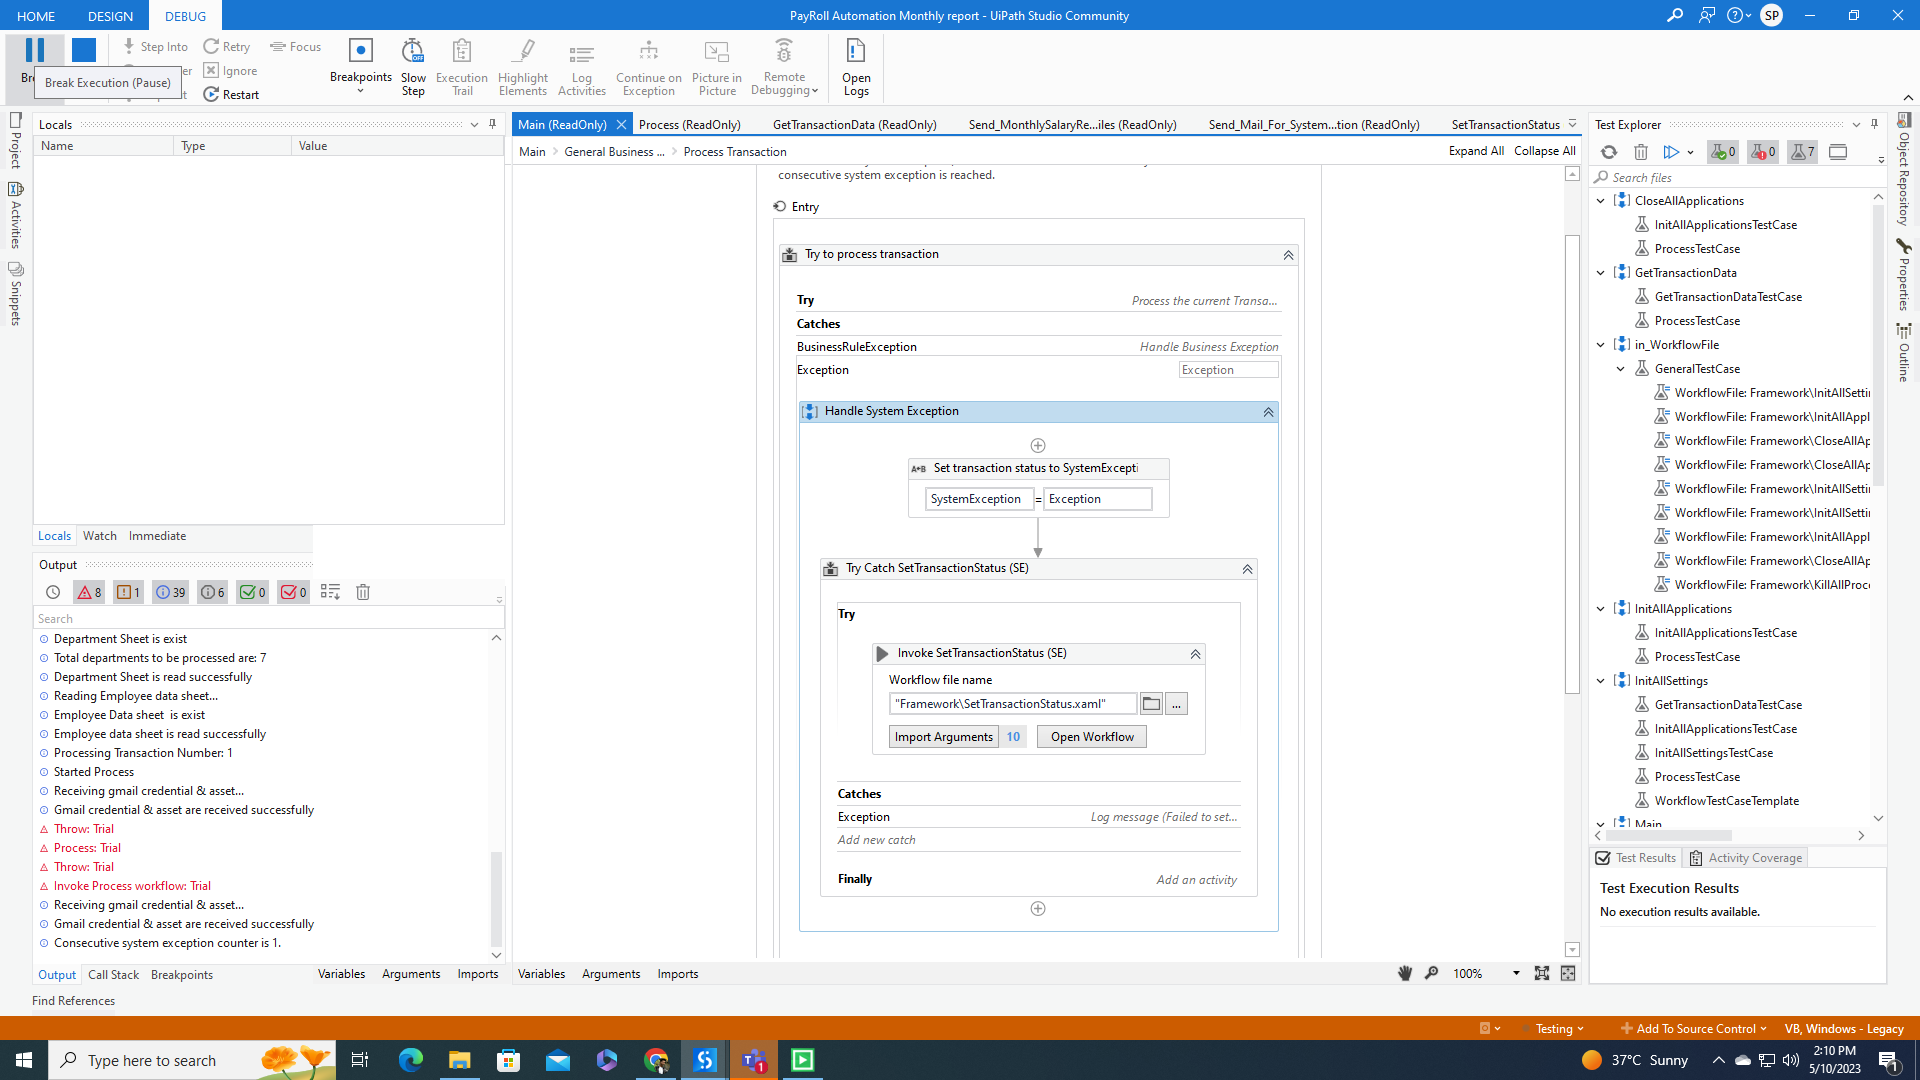 HOME DESIGN DEBUG
PayRoll Automation Monthly report - UiPath Studio Community
SP
Step Into Retry Focus
Ignore
Restart
Break Execution (Pause)
Breakpoints
Slow Step
Execution Trail
Highlight Elements
Log Activities
Continue on Exception
Picture in Picture
Remote Debugging
Open Logs
Project
Activities
Snippets
Locals
Name Type Value
Locals Watch Immediate
Output
8 1 39 6 0 0
Search
Department Sheet is exist
Total departments to be processed are: 7
Department Sheet is read successfully
Reading Employee data sheet...
Employee Data sheet  is exist
Employee data sheet is read successfully
Processing Transaction Number: 1
Started Process
Receiving gmail credential & asset...
Gmail credential & asset are received successfully
Throw: Trial
Process: Trial
Throw: Trial
Invoke Process workflow: Trial
Receiving gmail credential & asset...
Gmail credential & asset are received successfully
Consecutive system exception counter is 1.
Output Call Stack Breakpoints
Variables Arguments Imports
Find References
Main (ReadOnly) Process (ReadOnly) GetTransactionData (ReadOnly) Send_MonthlySalaryRe...iles (ReadOnly) Send_Mail_For_System...tion (ReadOnly) SetTransactionStatus
Main > General Business ... > Process Transaction
Expand All Collapse All
consecutive system exception is reached.
Entry
Try to process transaction
Try Process the current Transa...
Catches
BusinessRuleException Handle Business Exception
Exception Exception
Handle System Exception
A+B Set transaction status to SystemExcepti
SystemException = Exception
Try Catch SetTransactionStatus (SE)
Try
Invoke SetTransactionStatus (SE)
Workflow file name
"Framework\SetTransactionStatus.xaml" ...
Import Arguments 10 Open Workflow
Catches
Exception Log message (Failed to set...
Add new catch
Finally Add an activity
Variables Arguments Imports
100%
Test Explorer
0 0 7
Search files
CloseAllApplications
InitAllApplicationsTestCase
ProcessTestCase
GetTransactionData
GetTransactionDataTestCase
ProcessTestCase
in_WorkflowFile
GeneralTestCase
WorkflowFile: Framework\InitAllSettin
WorkflowFile: Framework\InitAllAppl
WorkflowFile: Framework\CloseAllAp
WorkflowFile: Framework\CloseAllAp
WorkflowFile: Framework\InitAllSettin
WorkflowFile: Framework\InitAllSettin
WorkflowFile: Framework\InitAllAppl
WorkflowFile: Framework\CloseAllAp
WorkflowFile: Framework\KillAllProce
InitAllApplications
InitAllApplicationsTestCase
ProcessTestCase
InitAllSettings
GetTransactionDataTestCase
InitAllApplicationsTestCase
InitAllSettingsTestCase
ProcessTestCase
WorkflowTestCaseTemplate
Main
Test Results Activity Coverage
Test Execution Results
No execution results available.
Object Repository
Properties
Outline
0 Testing Add To Source Control VB, Windows - Legacy
Type here to search
1
37°C Sunny
2:10 PM
5/10/2023
1